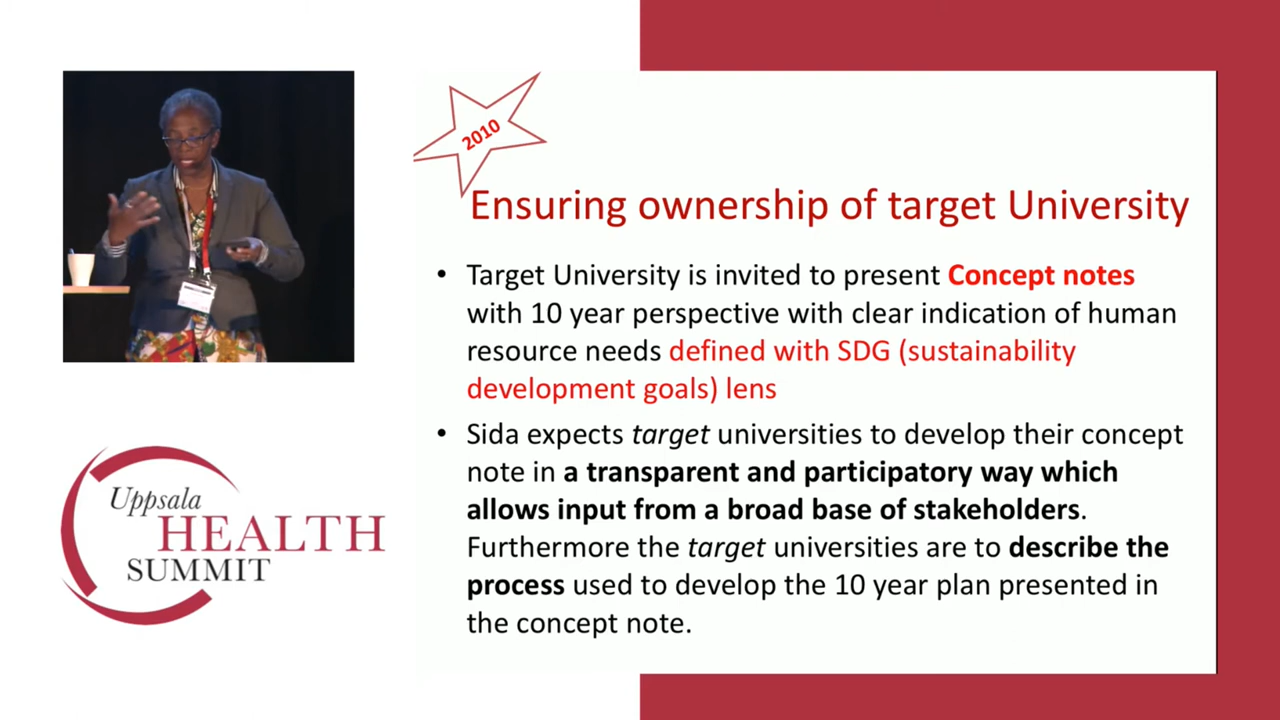 2010
Ensuring ownership of target University
• Target University is invited to present Concept notes
with 10 year perspective with clear indication of human
resource needs defined with SDG (sustainability
development goals) lens
• Sida expects target universities to develop their concept
note in a transparent and participatory way which
allows input from a broad base of stakeholders.
Furthermore the target universities are to describe the
process used to develop the 10 year plan presented in
the concept note.
Uppsala
HEALTH
SUMMIT